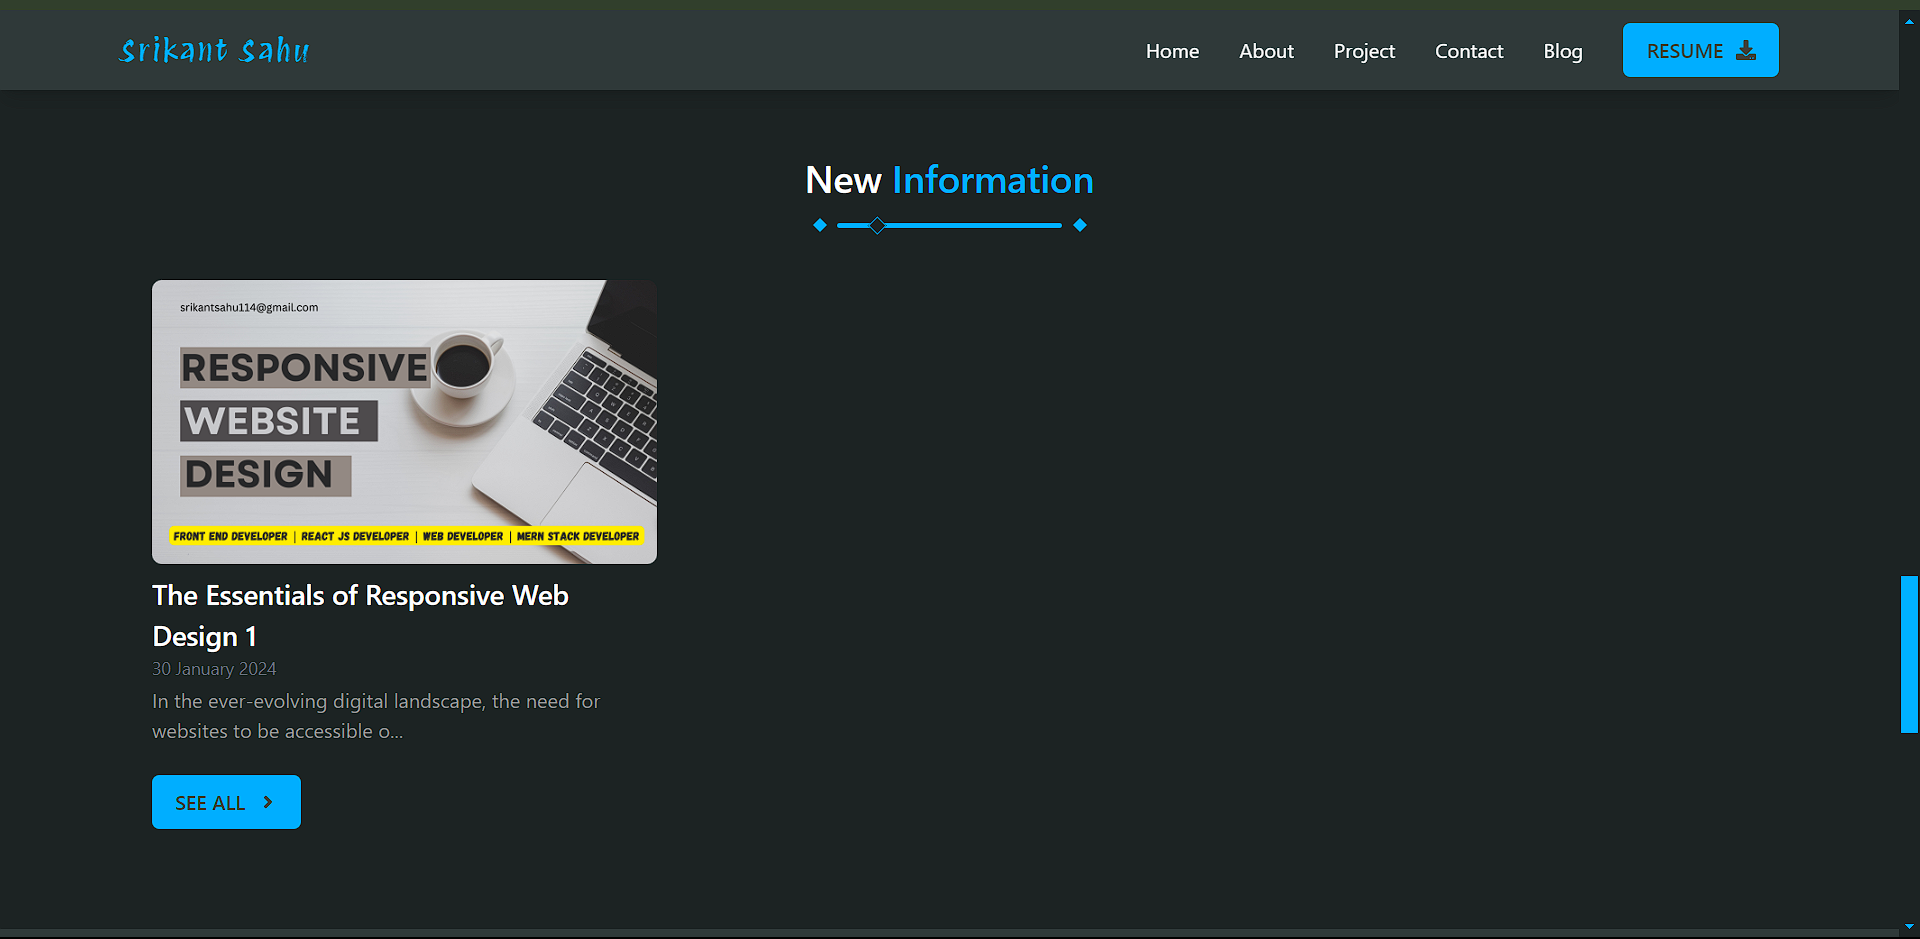 Srikant Sahu
Home About Project Contact Blog RESUME
New Information
srikantsahu114@gmail.com
RESPONSIVE
WEBSITE
DESIGN
FRONT END DEVELOPER | REACT JS DEVELOPER | WEB DEVELOPER | MERN STACK DEVELOPER
The Essentials of Responsive Web
Design 1
30 January 2024
In the ever-evolving digital landscape, the need for
websites to be accessible o...
SEE ALL